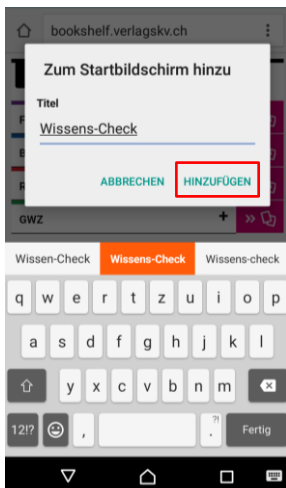 bookshelf.verlagskv.ch
Zum Startbildschirm hinzu
Titel
Wissens-Check
ABBRECHEN HINZUFÜGEN
GWZ + »
Wissen-Check Wissens-Check Wissens-check
q w e r t z u i o p
a s d f g h j k l
y x c v b n m
12!? , ?! . Fertig